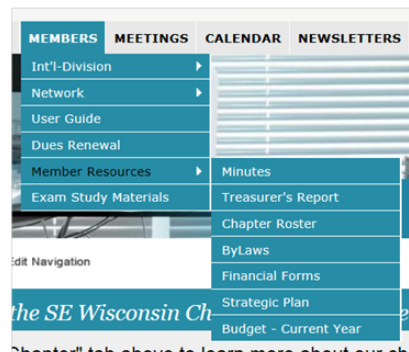 MEMBERS MEETINGS CALENDAR NEWSLETTERS
Int'l-Division
Network
User Guide
Dues Renewal
Member Resources
Exam Study Materials
Minutes
Treasurer's Report
Chapter Roster
ByLaws
Financial Forms
Strategic Plan
Budget - Current Year
Edit Navigation
the SE Wisconsin Ch
Chapter" tab above to learn more about our ch